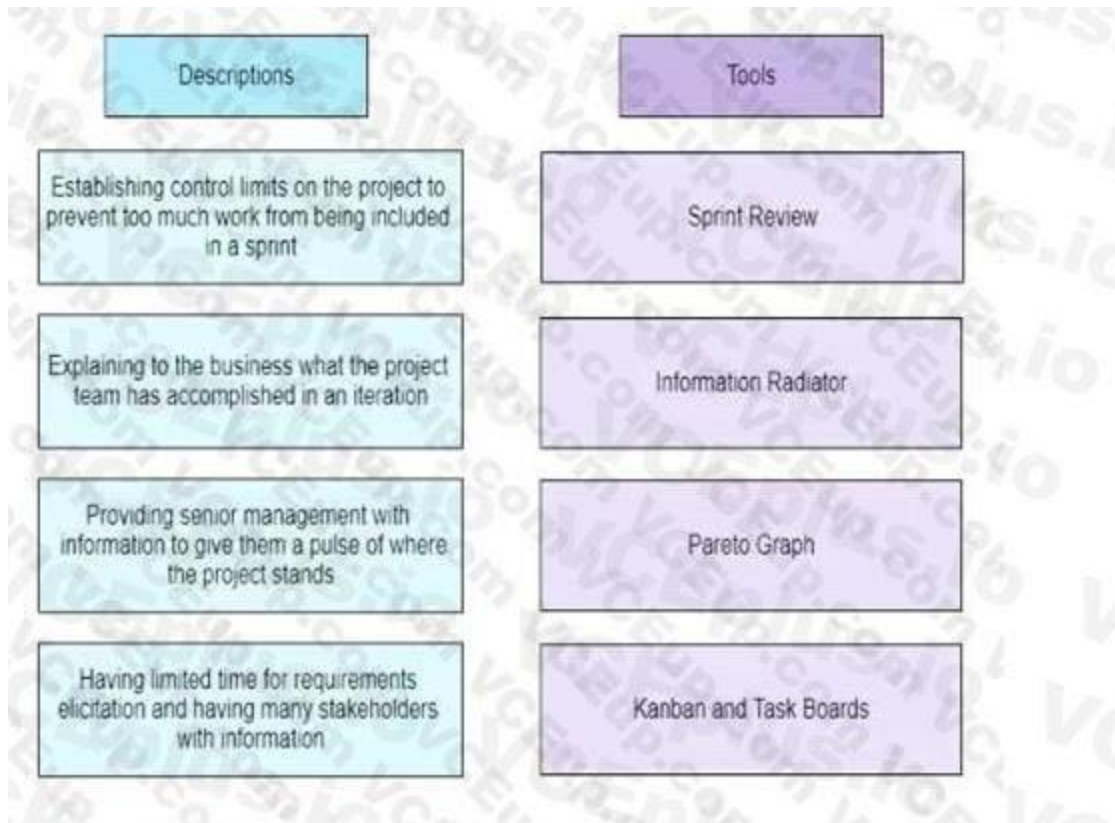 Descriptions
Tools
Establishing control limits on the project to
prevent too much work from being included
in a sprint
Sprint Review
Explaining to the business what the project
team has accomplished in an iteration
Information Radiator
Providing senior management with
information to give them a pulse of where
the project stands
Pareto Graph
Having limited time for requirements
elicitation and having many stakeholders
with information
Kanban and Task Boards